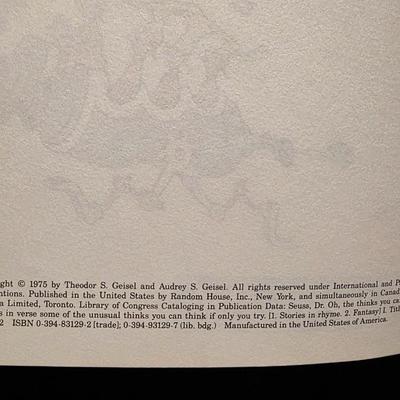 ght © 1975 by Theodor S. Geisel and Audrey S. Geisel. All rights reserved under International and P
ntions. Published in the United States by Random House, Inc., New York, and simultaneously in Canad
a Limited, Toronto. Library of Congress Cataloging in Publication Data: Seuss, Dr. Oh, the thinks you ca
s in verse some of the unusual thinks you can think if only you try. [1. Stories in rhyme. 2. Fantasy] I. Titl
2 ISBN 0-394-83129-2 [trade]; 0-394-93129-7 (lib. bdg.) Manufactured in the United States of America.